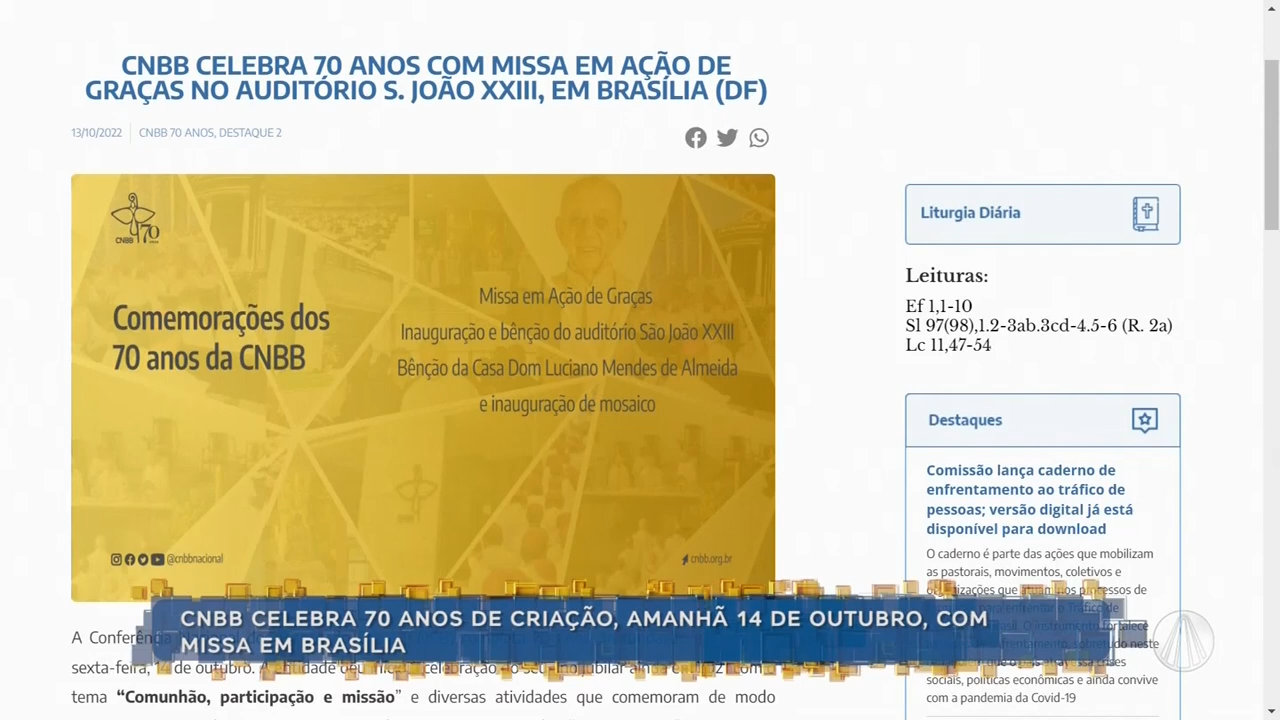 CNBB CELEBRA 70 ANOS COM MISSA EM AÇÃO DE
GRAÇAS NO AUDITÓRIO S. JOÃO XXIII, EM BRASÍLIA (DF)
13/10/2022
CNBB 70 ANOS, DESTAQUE 2
CNBB 70
Comemorações dos
70 anos da CNBB
Missa em Ação de Graças
Inauguração e bênção do auditório São João XXIII
Bênção da Casa Dom Luciano Mendes de Almeida
e inauguração de mosaico
@cnbbnacional
cnbb.org.br
Liturgia Diária
Leituras:
Ef 1,1-10
Sl 97(98),1.2-3ab.3cd-4.5-6 (R. 2a)
Lc 11,47-54
Destaques
Comissão lança caderno de
enfrentamento ao tráfico de
pessoas; versão digital já está
disponível para download
O caderno é parte das ações que mobilizam
as pastorais, movimentos, coletivos e
de
fortalece
sobretudo neste
sociais, políticas econômicas e ainda convive
com a pandemia da Covid-19
CNBB CELEBRA 70 ANOS DE CRIAÇÃO, AMANHÃ 14 DE OUTUBRO, COM
MISSA EM BRASÍLIA
A
sexta-feira, 14 de outubro. A
tema “Comunhão, participação e missão” e diversas atividades que comemoram de modo